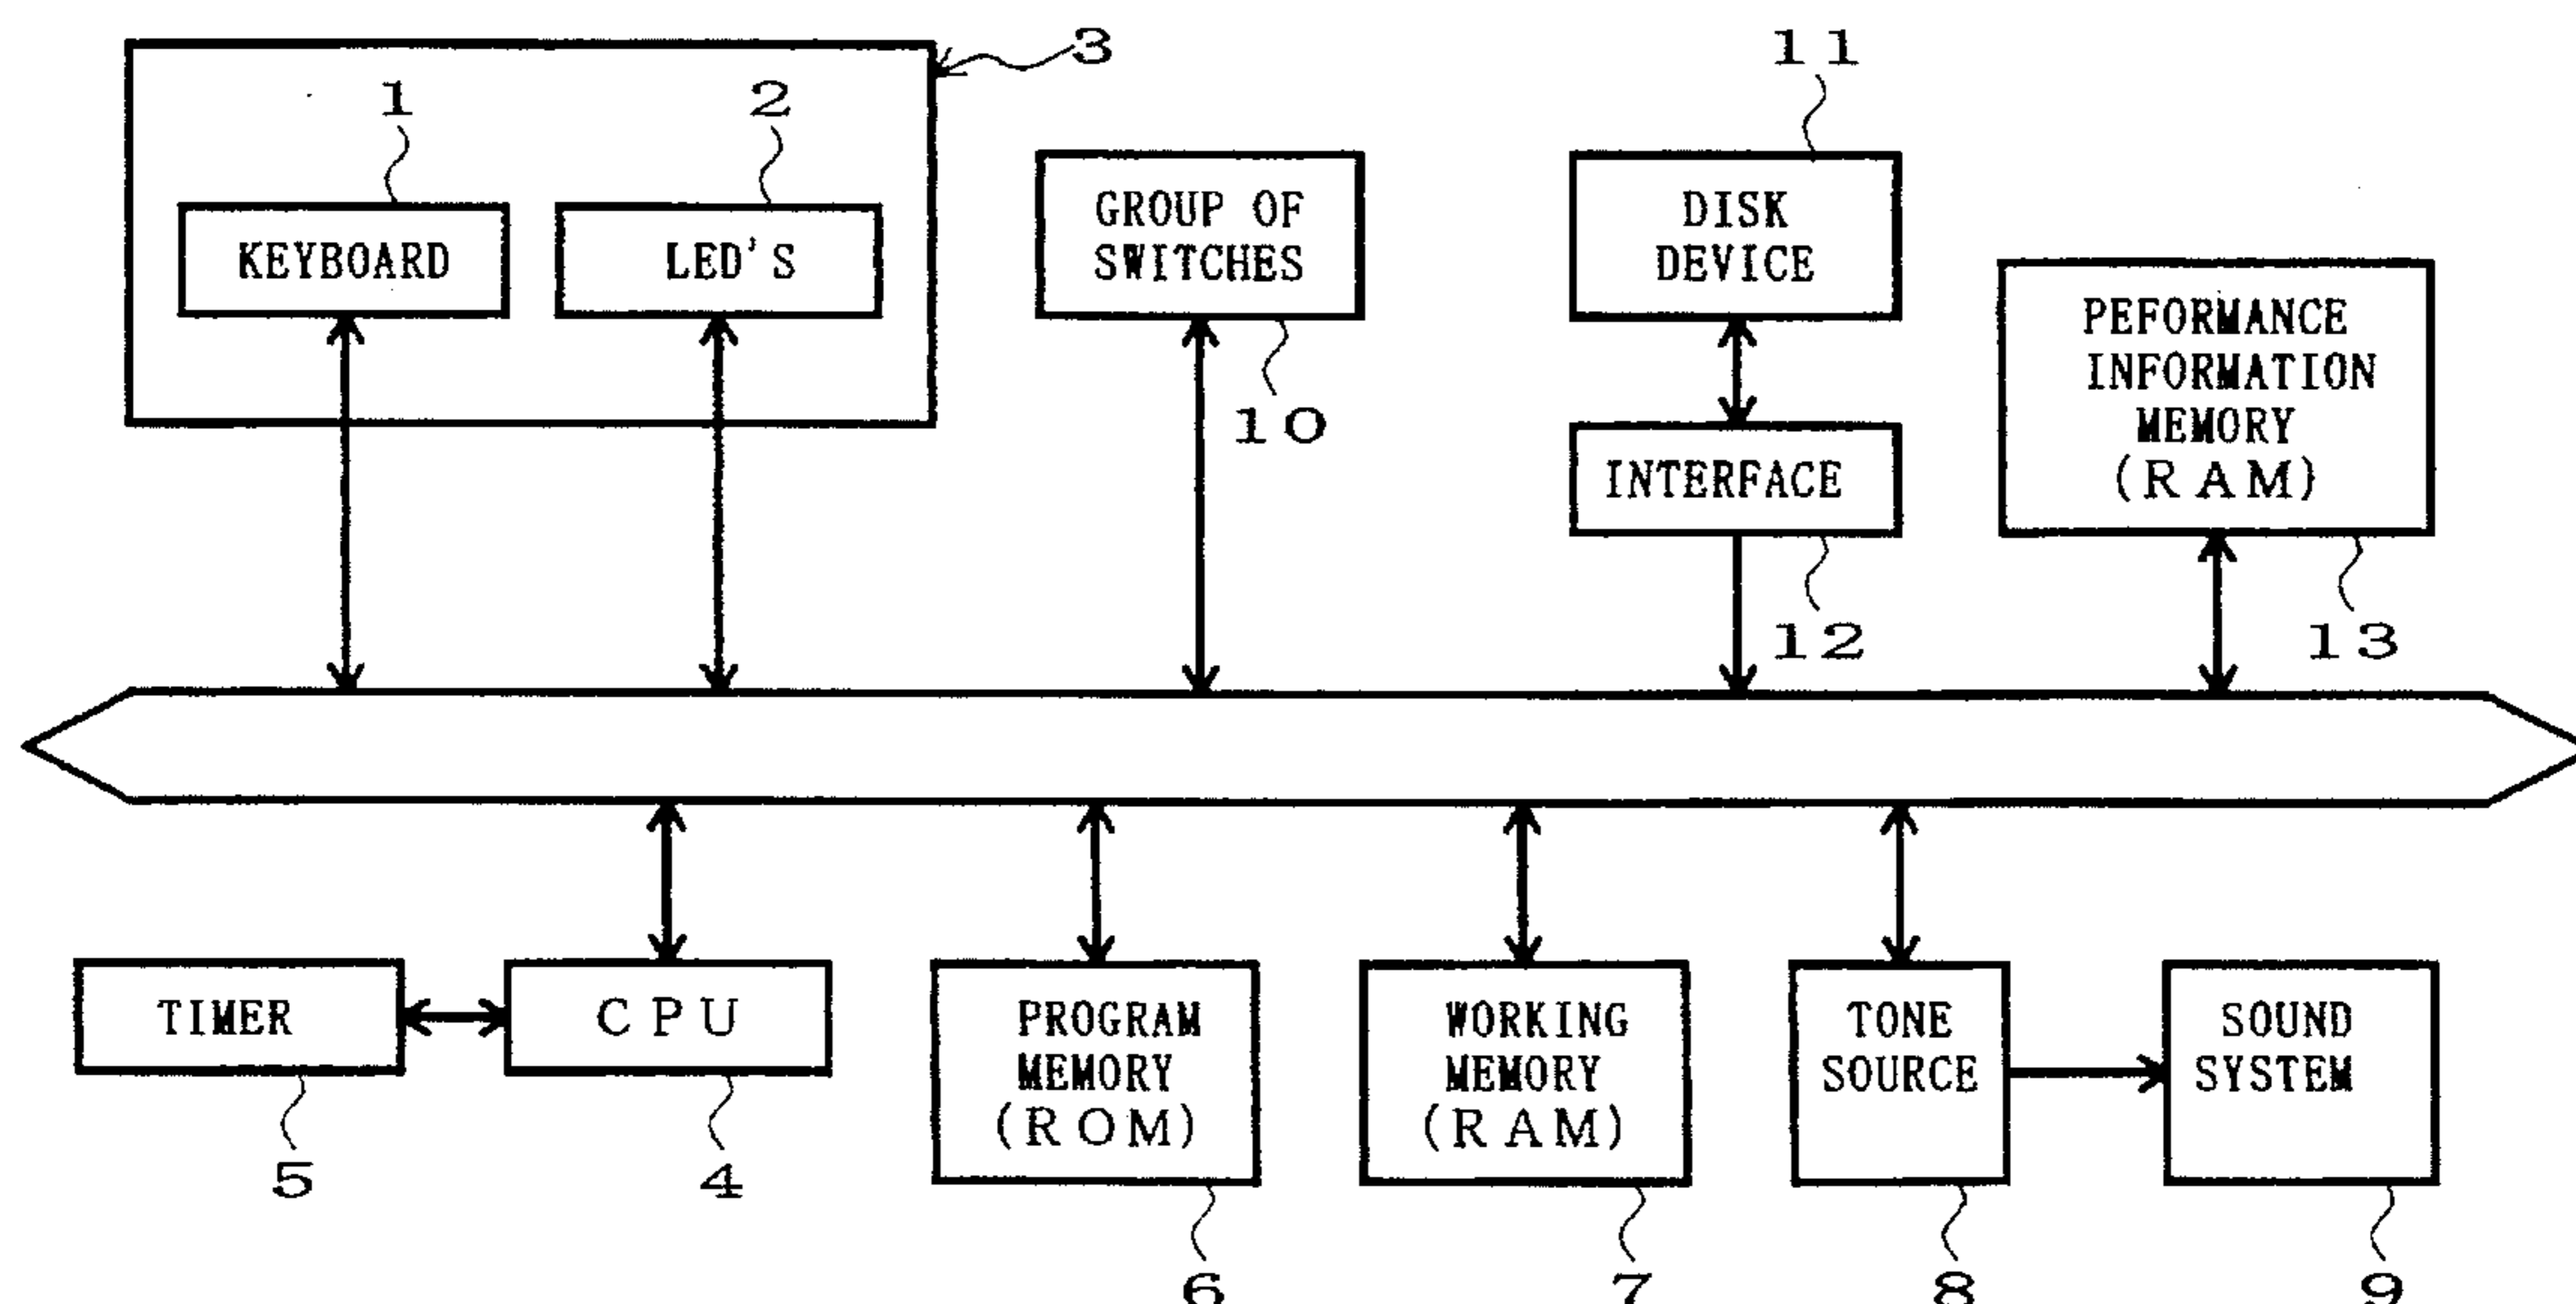 3
11
1
2
GROUP OF
SWITCHES
DISK
DEVICE
KEYBOARD
LED'S
PEFORMANCE
INFORMATION
MEMORY
(RAM)
10
INTERFACE
12
13
TIMER
CPU
PROGRAM
MEMORY
(ROM)
WORKING
MEMORY
(RAM)
TONE
SOURCE
SOUND
SYSTEM
5
4
6
7
8
9